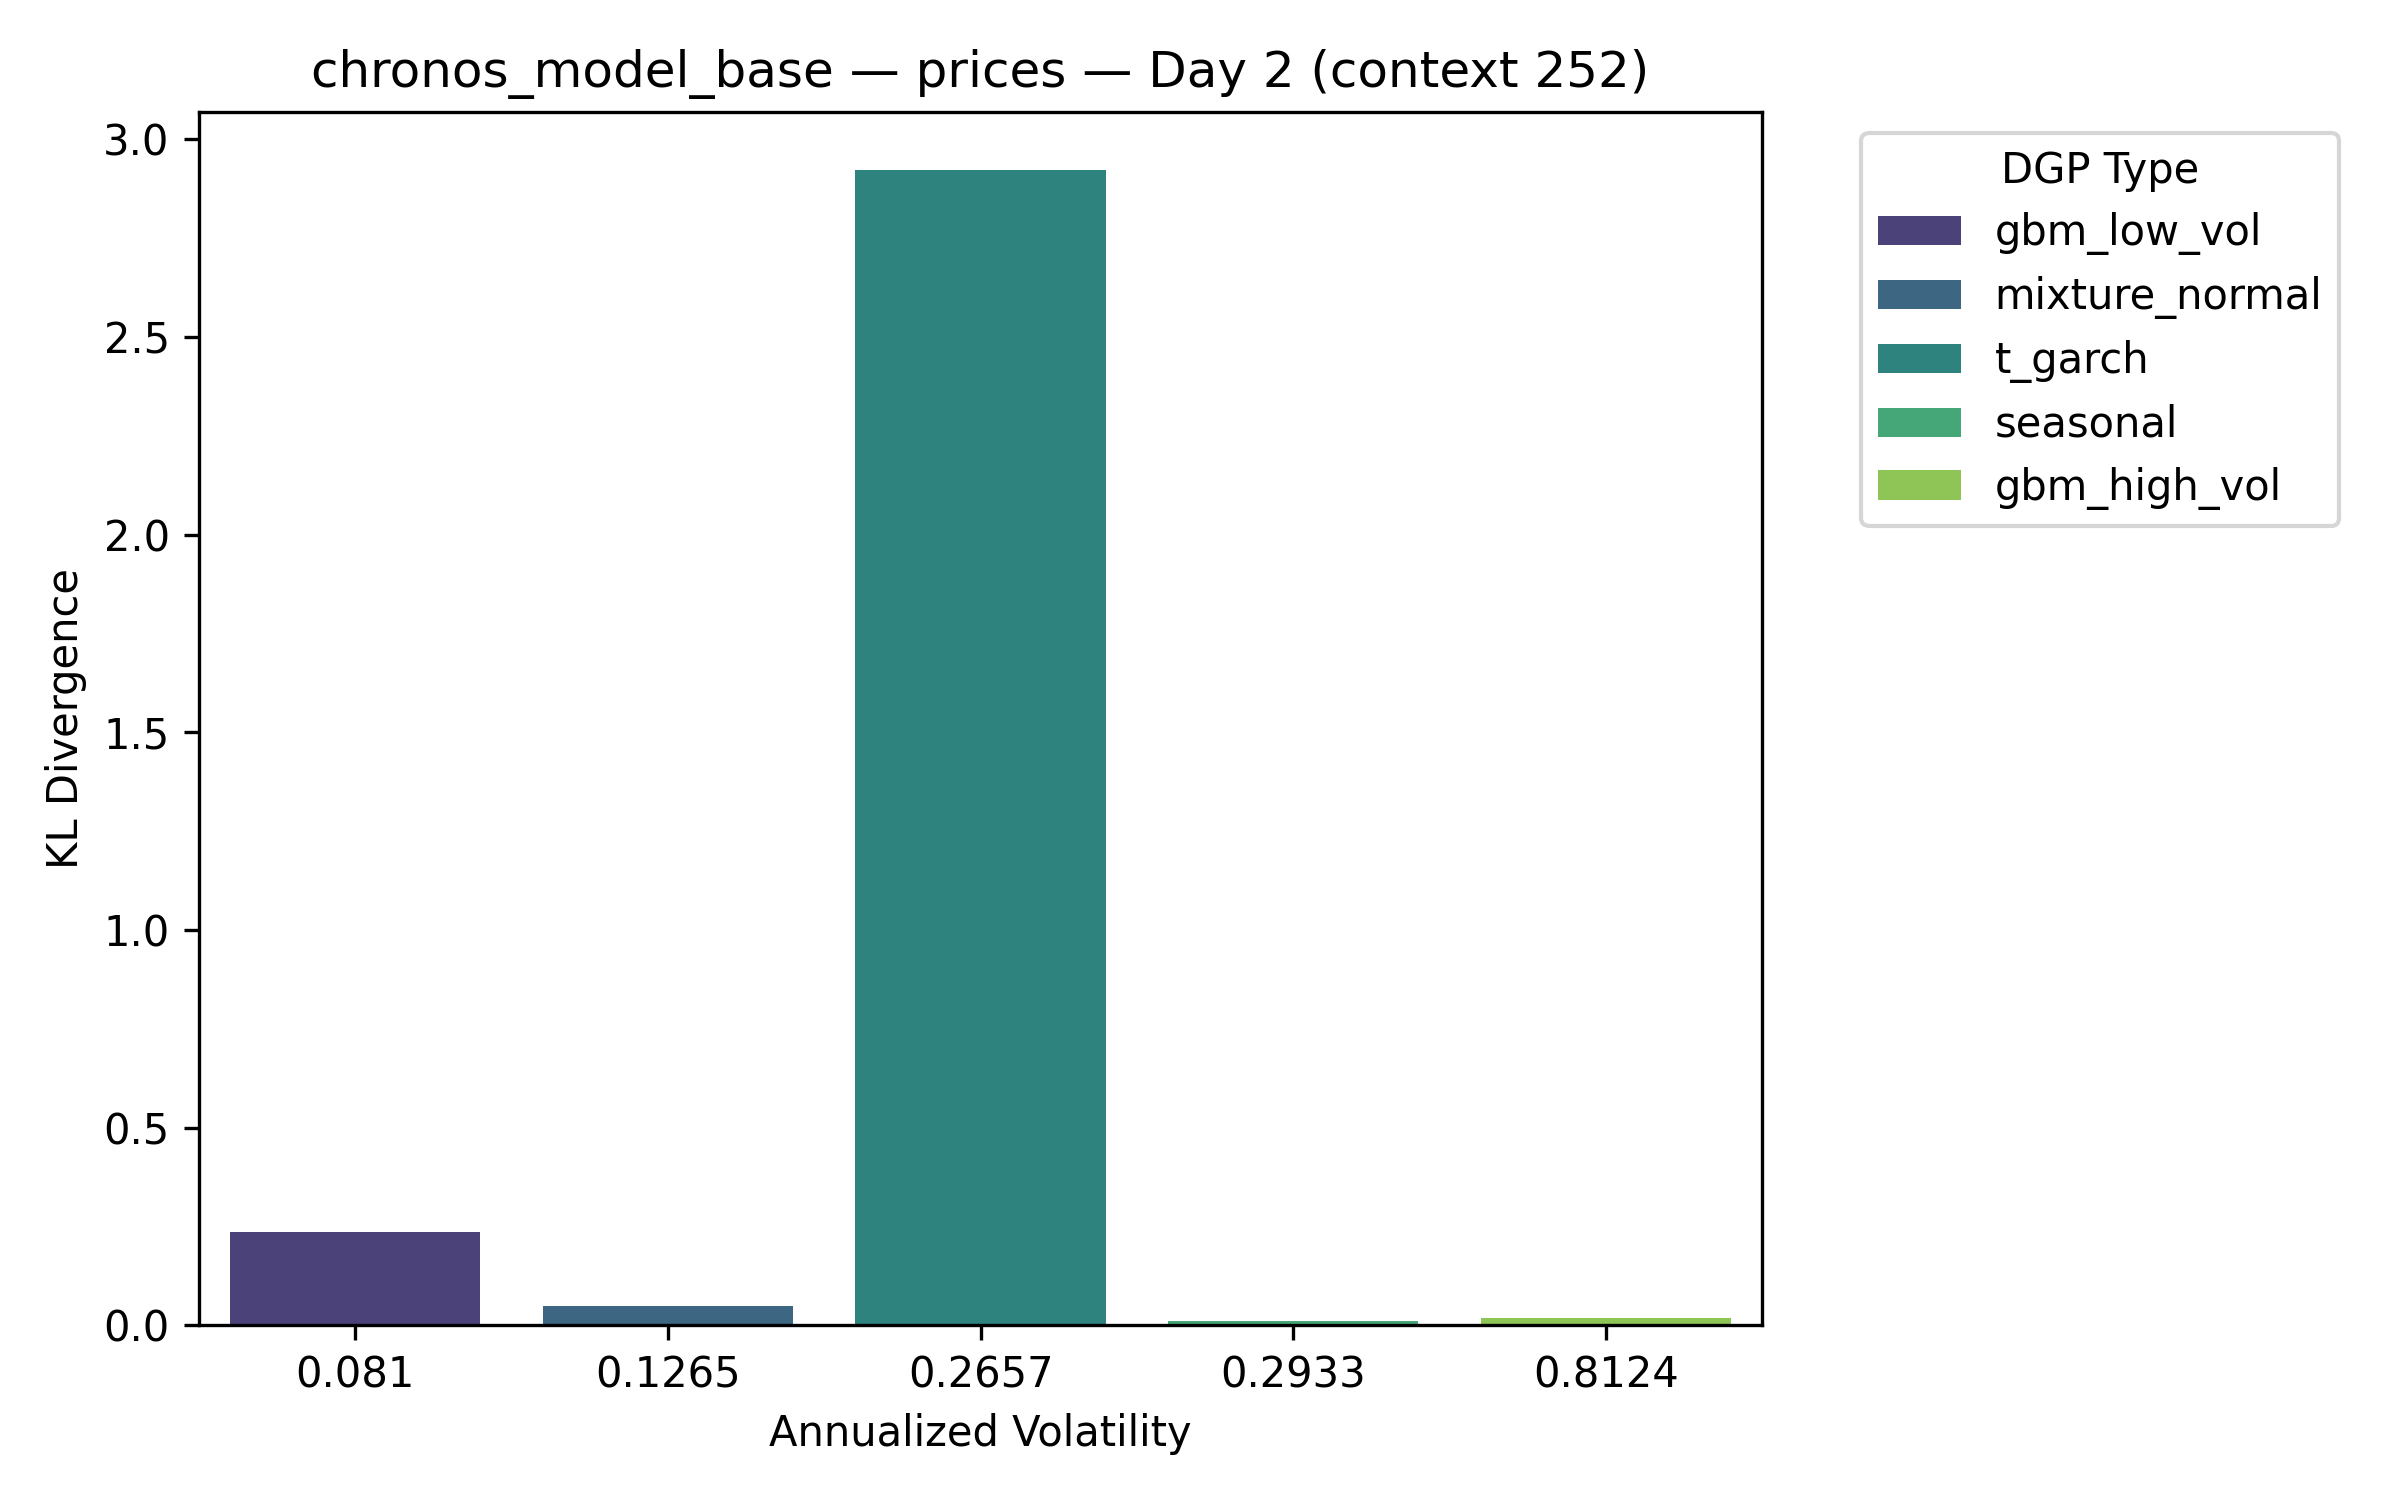 chronos_model_base — prices — Day 2 (context 252)
3.0
2.5
2.0
1.5
1.0
0.5
0.0
KL Divergence
0.081
0.1265
0.2657
0.2933
0.8124
Annualized Volatility
DGP Type
gbm_low_vol
mixture_normal
t_garch
seasonal
gbm_high_vol